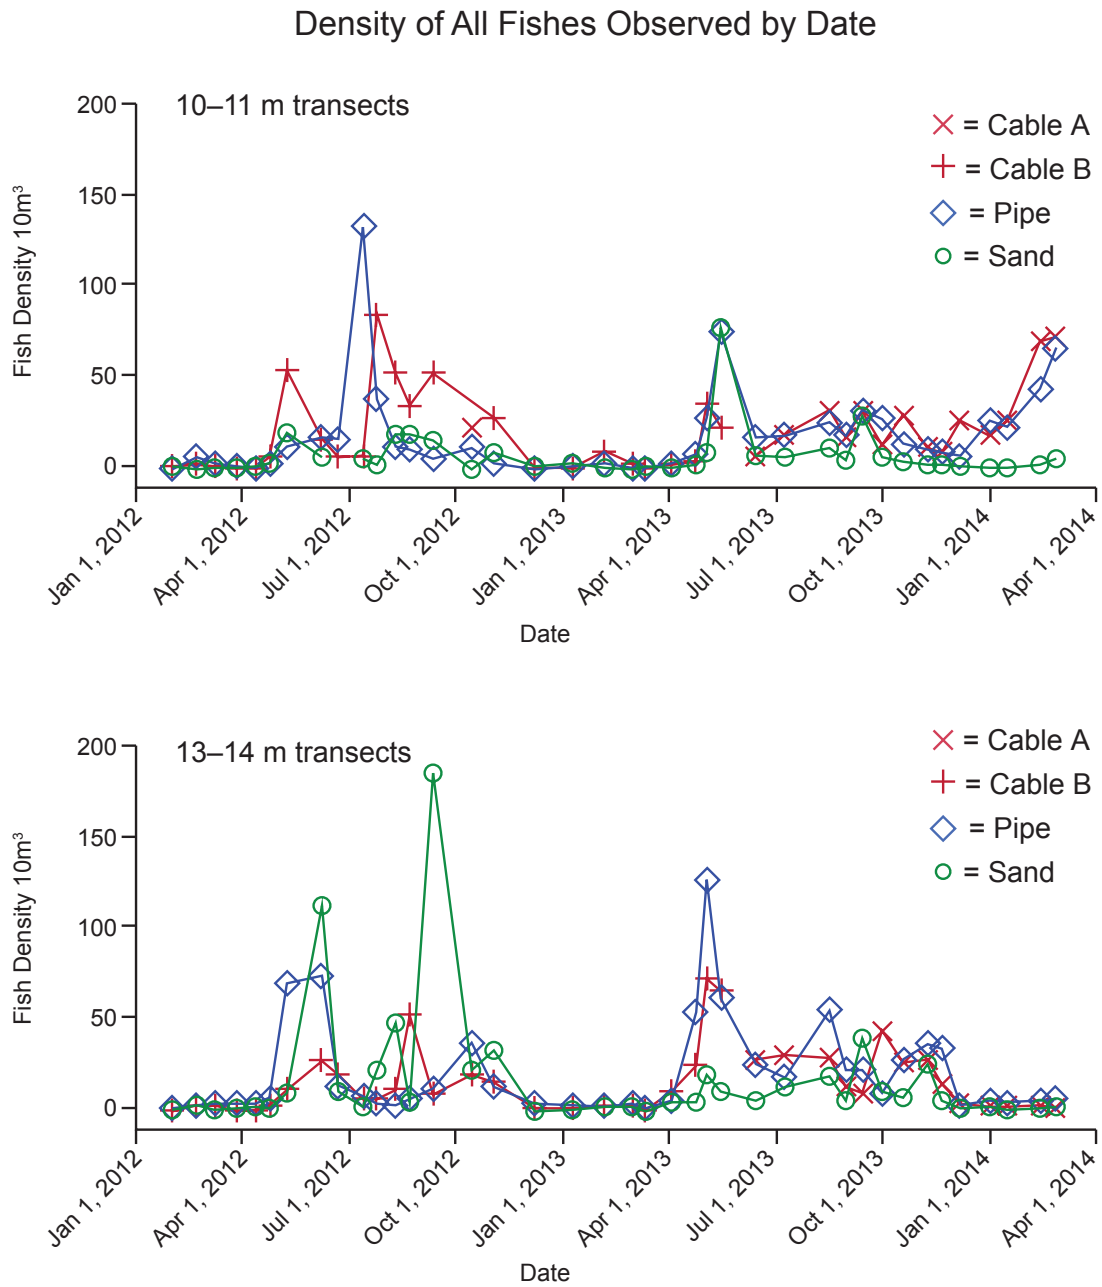 Density of All Fishes Observed by Date
10–11 m transects
200
150
100
50
0
Fish Density 10m³
= Cable A
= Cable B
= Pipe
= Sand
Jan 1, 2012
Apr 1, 2012
Jul 1, 2012
Oct 1, 2012
Jan 1, 2013
Apr 1, 2013
Jul 1, 2013
Oct 1, 2013
Jan 1, 2014
Apr 1, 2014
Date
13–14 m transects
200
150
100
50
0
Fish Density 10m³
= Cable A
= Cable B
= Pipe
= Sand
Jan 1, 2012
Apr 1, 2012
Jul 1, 2012
Oct 1, 2012
Jan 1, 2013
Apr 1, 2013
Jul 1, 2013
Oct 1, 2013
Jan 1, 2014
Apr 1, 2014
Date